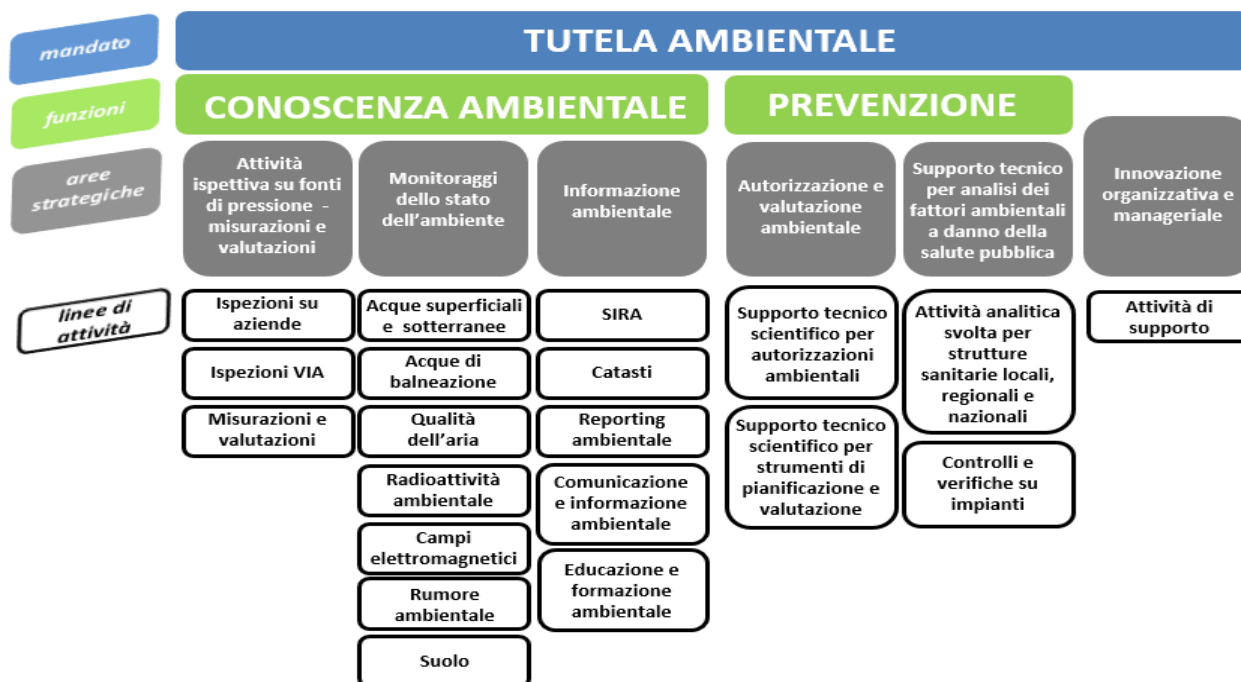 mandato
TUTELA AMBIENTALE
funzioni
CONOSCENZA AMBIENTALE
PREVENZIONE
aree
strategiche
Attività
ispettiva su fonti
di pressione -
misurazioni e
valutazioni
Monitoraggi
dello stato
dell'ambiente
Informazione
ambientale
Autorizzazione e
valutazione
ambientale
Supporto tecnico
per analisi dei
fattori ambientali
a danno della
salute pubblica
Innovazione
organizzativa e
manageriale
linee di
attività
Ispezioni su
aziende
Ispezioni VIA
Misurazioni e
valutazioni
Acque superficiali
e sotterranee
Acque di
balneazione
Qualità
dell'aria
Radioattività
ambientale
Campi
elettromagnetici
Rumore
ambientale
Suolo
SIRA
Catasti
Reporting
ambientale
Comunicazione
e informazione
ambientale
Educazione e
formazione
ambientale
Supporto tecnico
scientifico per
autorizzazioni
ambientali
Supporto tecnico
scientifico per
strumenti di
pianificazione e
valutazione
Attività analitica
svolta per
strutture
sanitarie locali,
regionali e
nazionali
Controlli e
verifiche su
impianti
Attività di
supporto